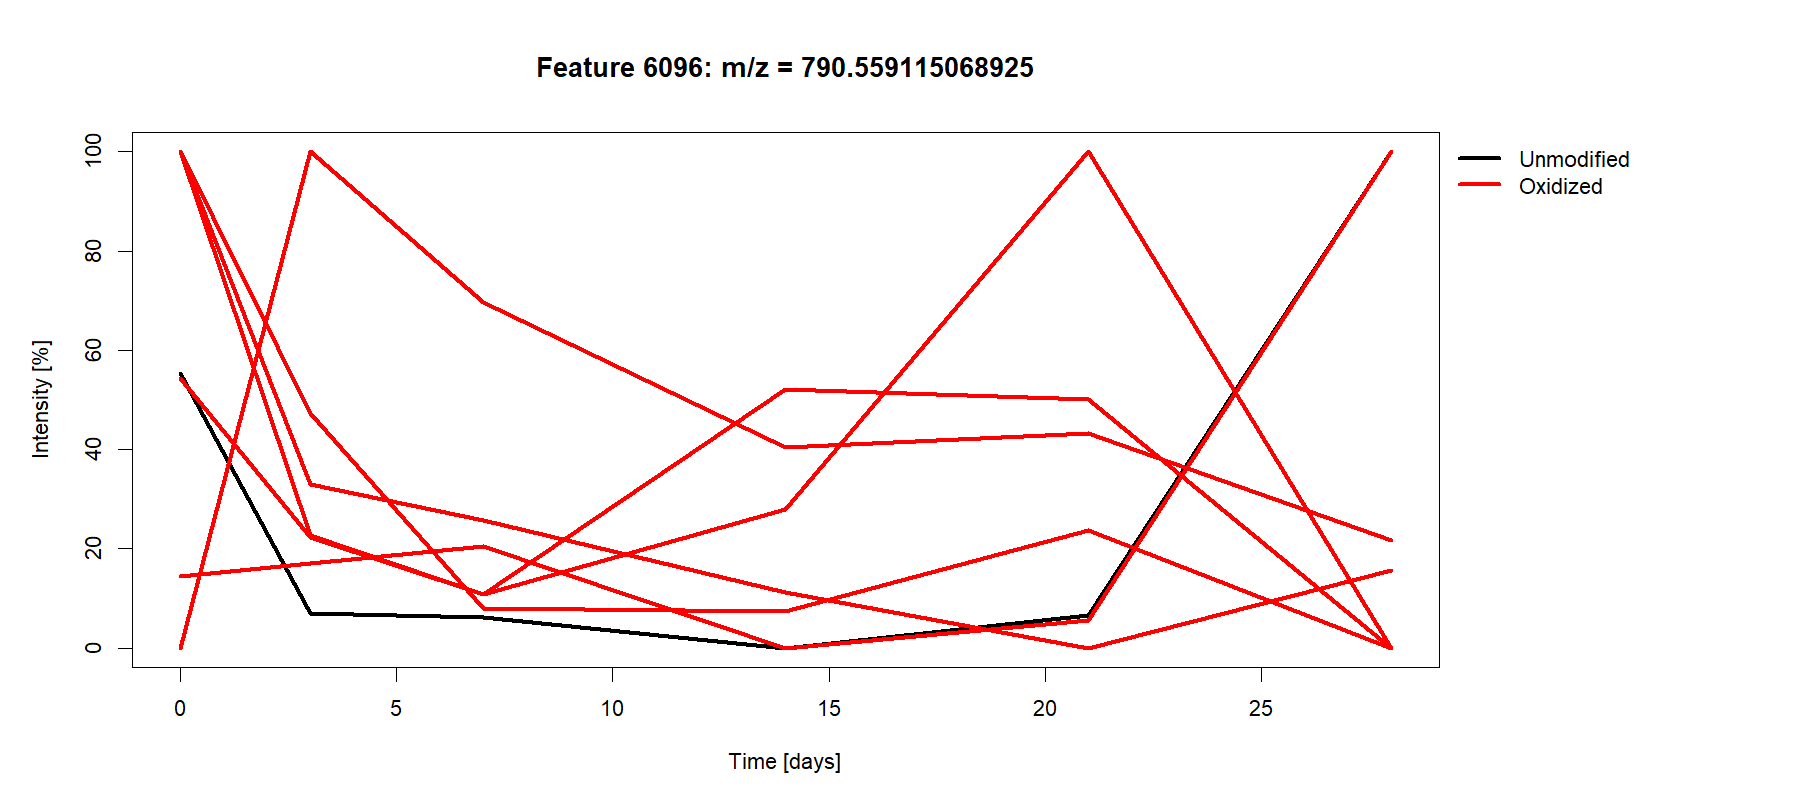 Feature 6096: m/z = 790.559115068925
Unmodified
Oxidized
100
80
60
40
20
0
Intensity [%]
0 5 10 15 20 25
Time [days]